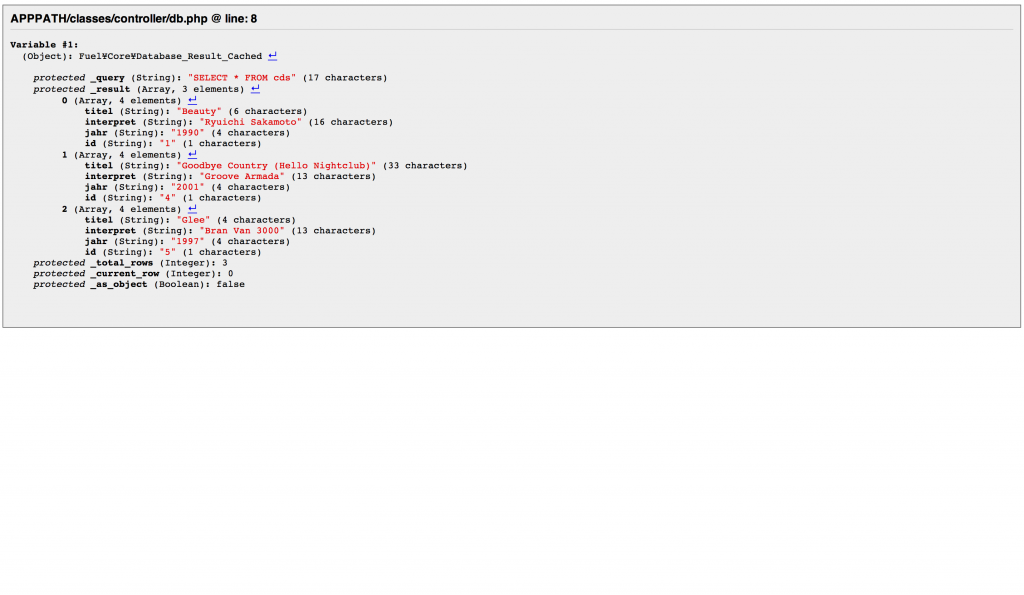 APPPATH/classes/controller/db.php @ line: 8
Variable #1:
(Object): Fuel¥Core¥Database_Result_Cached ↵
protected _query (String): "SELECT * FROM cds" (17 characters)
protected _result (Array, 3 elements) ↵
0 (Array, 4 elements) ↵
titel (String): "Beauty" (6 characters)
interpret (String): "Ryuichi Sakamoto" (16 characters)
jahr (String): "1990" (4 characters)
id (String): "1" (1 characters)
1 (Array, 4 elements) ↵
titel (String): "Goodbye Country (Hello Nightclub)" (33 characters)
interpret (String): "Groove Armada" (13 characters)
jahr (String): "2001" (4 characters)
id (String): "4" (1 characters)
2 (Array, 4 elements) ↵
titel (String): "Glee" (4 characters)
interpret (String): "Bran Van 3000" (13 characters)
jahr (String): "1997" (4 characters)
id (String): "5" (1 characters)
protected _total_rows (Integer): 3
protected _current_row (Integer): 0
protected _as_object (Boolean): false